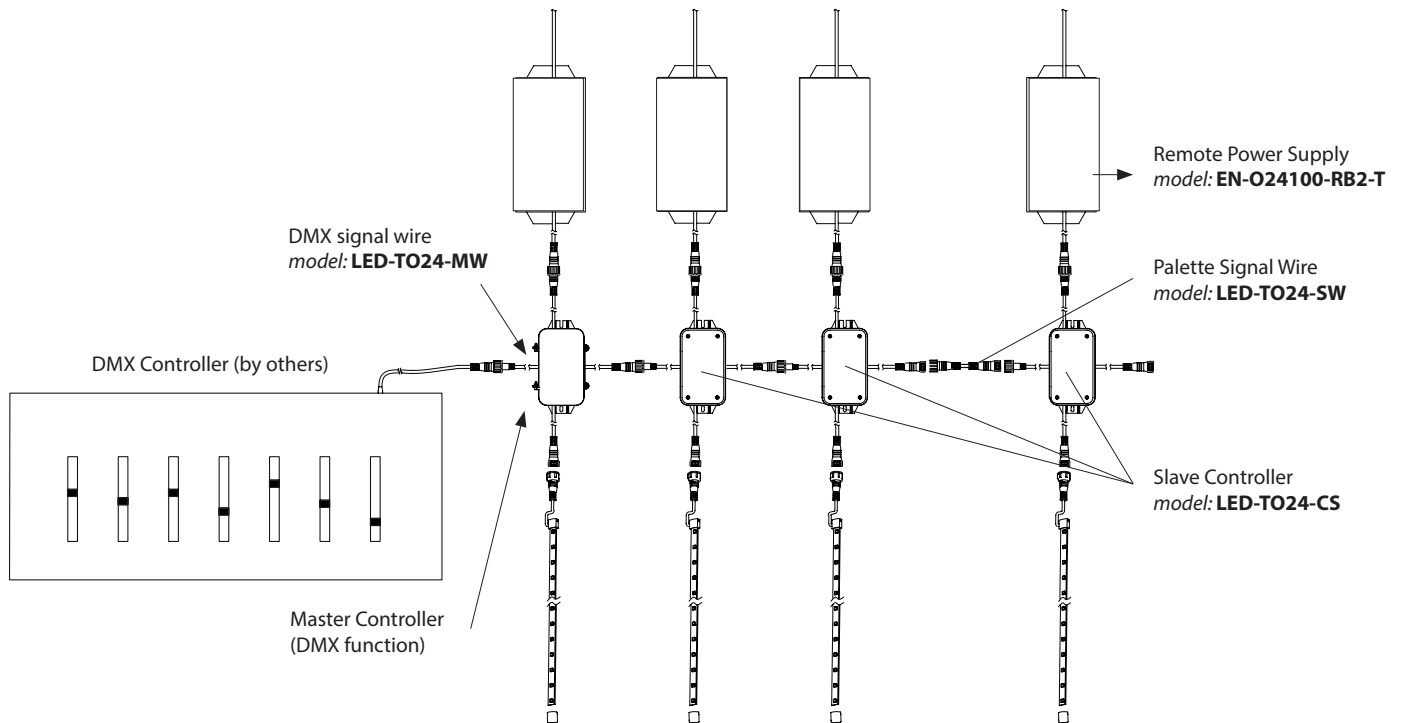 Remote Power Supply
model: EN-O24100-RB2-T
DMX signal wire
model: LED-TO24-MW
Palette Signal Wire
model: LED-TO24-SW
DMX Controller (by others)
Slave Controller
model: LED-TO24-CS
Master Controller
(DMX function)